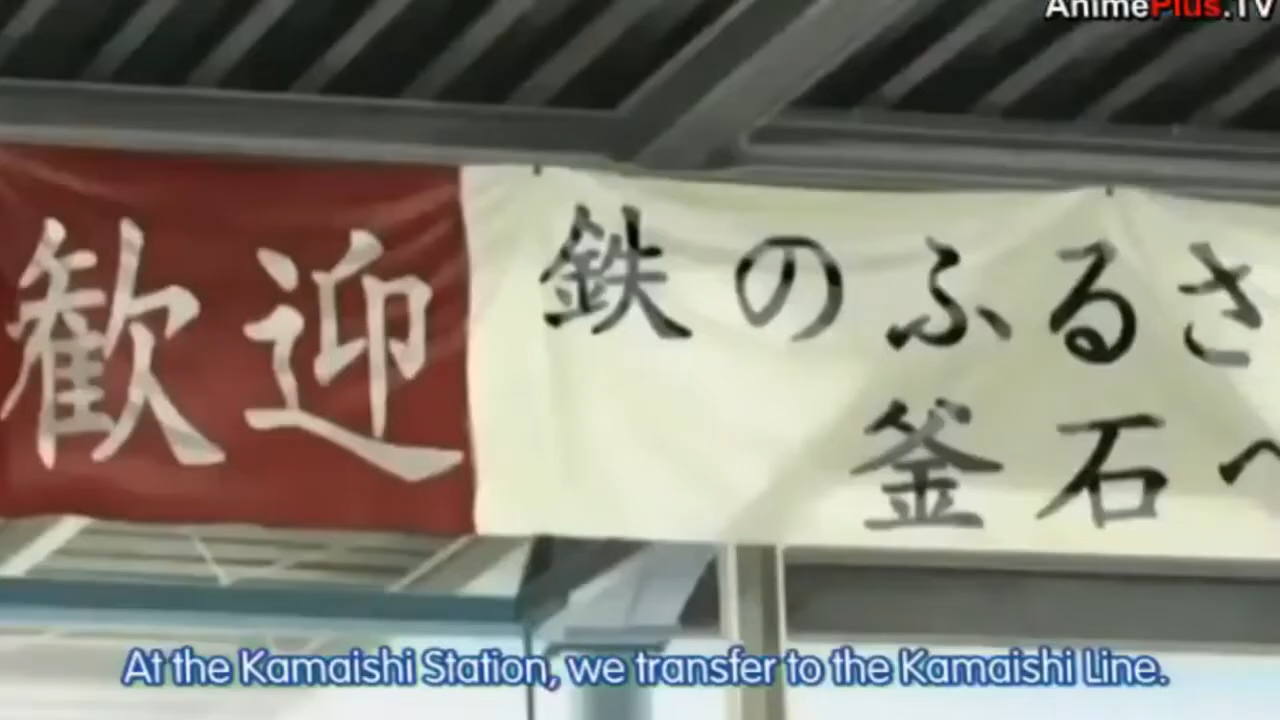 AnimePlus.TV
歓迎
鉄のふるさ
釜石へ
At the Kamaishi Station, we transfer to the Kamaishi Line.